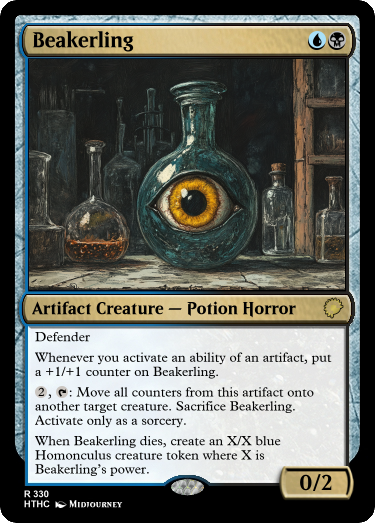 Beakerling
Artifact Creature — Potion Horror
Defender
Whenever you activate an ability of an artifact, put
a +1/+1 counter on Beakerling.
2, : Move all counters from this artifact onto
another target creature. Sacrifice Beakerling.
Activate only as a sorcery.
When Beakerling dies, create an X/X blue
Homonculus creature token where X is
Beakerling's power.
0/2
R 330
HTHC Midjourney